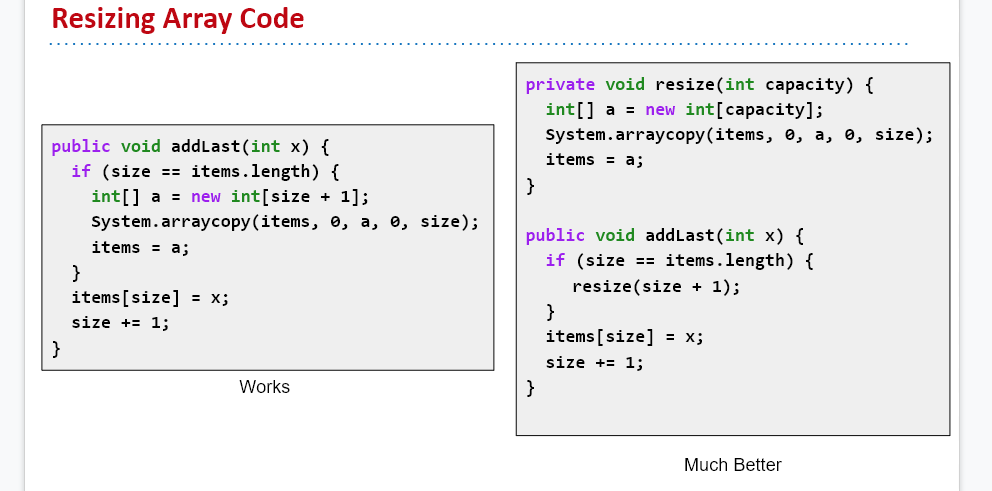 Resizing Array Code
public void addLast(int x) {
  if (size == items.length) {
    int[] a = new int[size + 1];
    System.arraycopy(items, 0, a, 0, size);
    items = a;
  }
  items[size] = x;
  size += 1;
}
Works
private void resize(int capacity) {
  int[] a = new int[capacity];
  System.arraycopy(items, 0, a, 0, size);
  items = a;
}

public void addLast(int x) {
  if (size == items.length) {
    resize(size + 1);
  }
  items[size] = x;
  size += 1;
}
Much Better